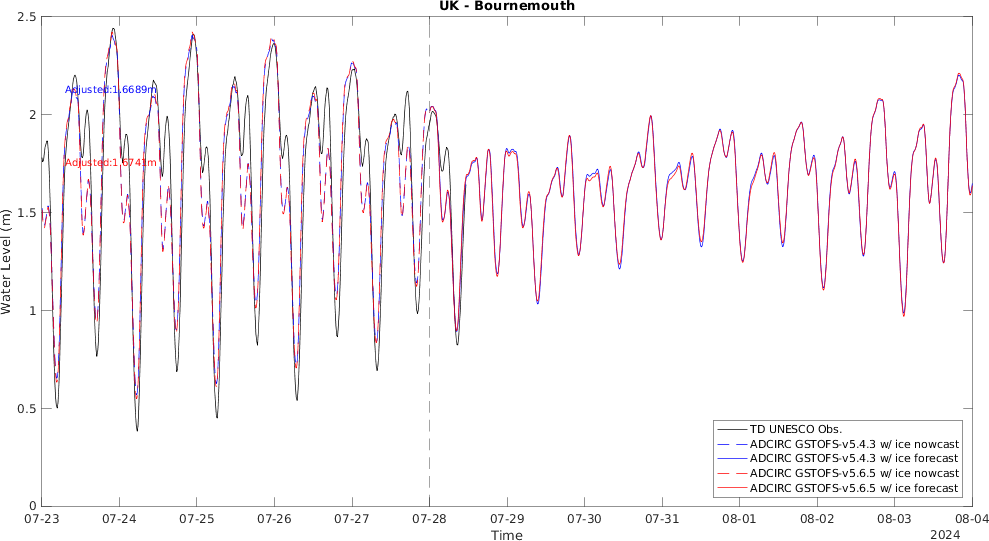 UK - Bournemouth
2.5
2
1.5
1
0.5
0
Water Level (m)
Adjusted:1.6689m
Adjusted:1.6741m
TD UNESCO Obs.
ADCIRC GSTOFS-v5.4.3 w/ ice nowcast
ADCIRC GSTOFS-v5.4.3 w/ ice forecast
ADCIRC GSTOFS-v5.6.5 w/ ice nowcast
ADCIRC GSTOFS-v5.6.5 w/ ice forecast
07-23 07-24 07-25 07-26 07-27 07-28 07-29 07-30 07-31 08-01 08-02 08-03 08-04
Time
2024